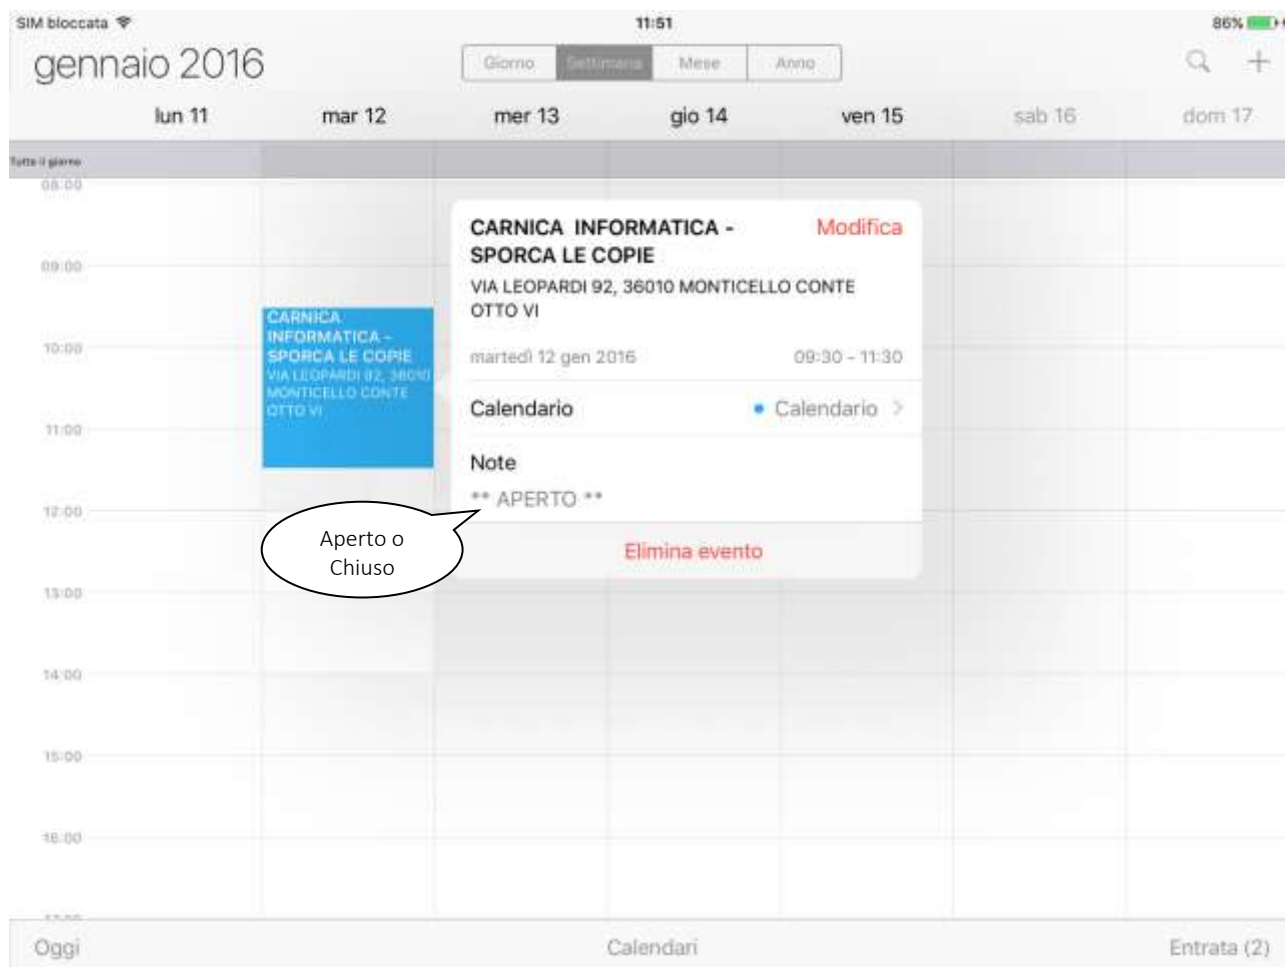 SIM bloccata
11:51
86%
gennaio 2016
Giorno
Settimana
Mese
Anno
lun 11
mar 12
mer 13
gio 14
ven 15
sab 16
dom 17
Tutto il giorno
08:00
09:00
10:00
11:00
12:00
13:00
14:00
15:00
16:00
17:00
CARNICA
INFORMATICA -
SPORCA LE COPIE
VIA LEOPARDI 92, 36010
MONTICELLO CONTE
OTTO VI
CARNICA INFORMATICA -
SPORCA LE COPIE
Modifica
VIA LEOPARDI 92, 36010 MONTICELLO CONTE
OTTO VI
martedì 12 gen 2016
09:30 - 11:30
Calendario
Calendario
Note
** APERTO **
Elimina evento
Aperto o
Chiuso
Oggi
Calendari
Entrata (2)